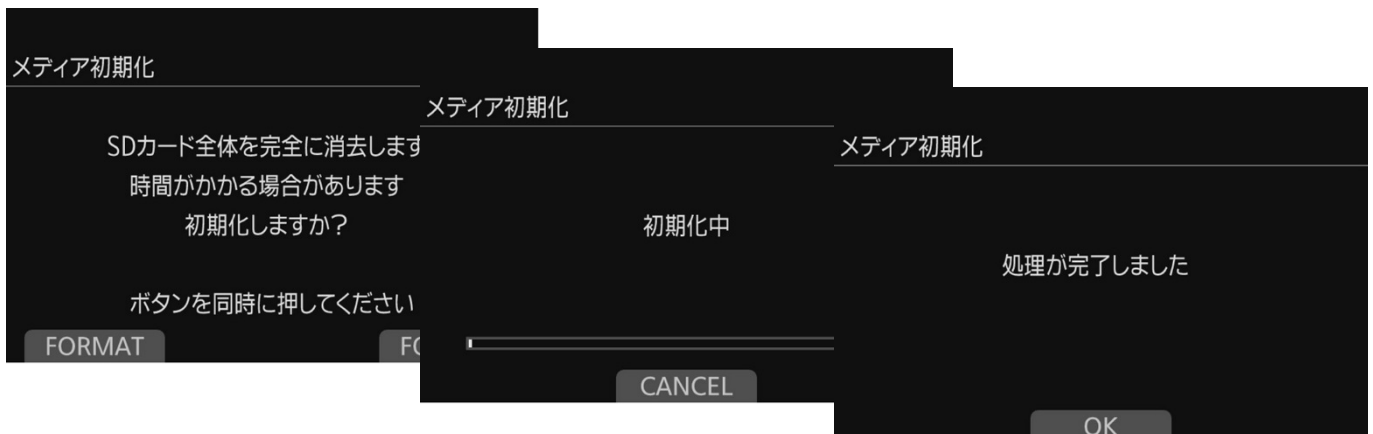 メディア初期化
SDカード全体を完全に消去します
時間がかかる場合があります
初期化しますか?
ボタンを同時に押してください
FORMAT
メディア初期化
初期化中
CANCEL
メディア初期化
処理が完了しました
OK